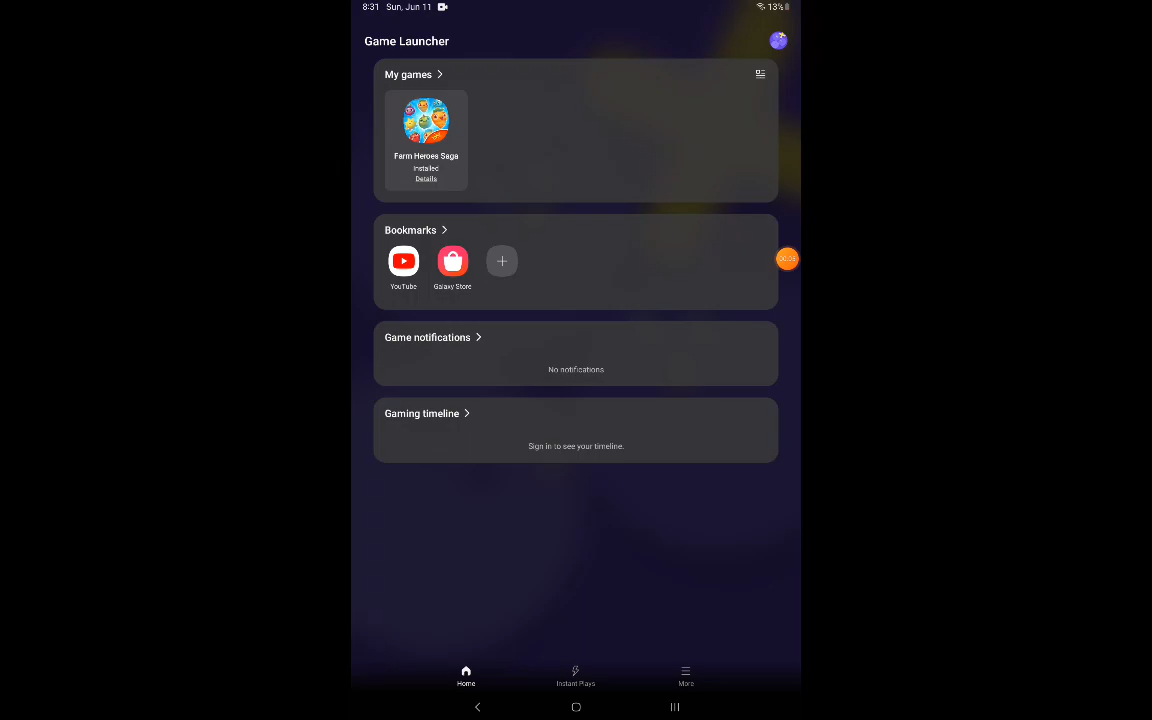 8:31 Sun, Jun 11
13%
Game Launcher
My games
Farm Heroes Saga
Installed
Details
Bookmarks
YouTube
Galaxy Store
Game notifications
No notifications
Gaming timeline
Sign in to see your timeline.
Home
Instant Plays
More